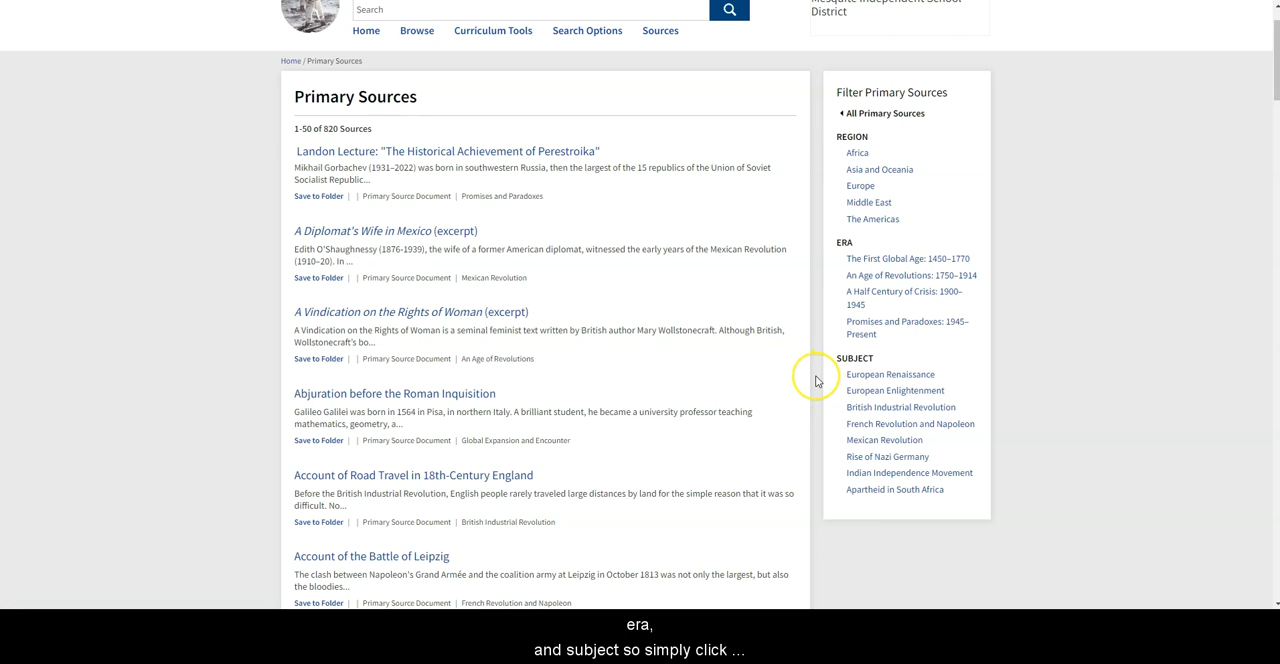 Mesquite Independent School
District
Search
Home Browse Curriculum Tools Search Options Sources
Home / Primary Sources
Primary Sources
1-50 of 820 Sources
Landon Lecture: "The Historical Achievement of Perestroika"
Mikhail Gorbachev (1931–2022) was born in southwestern Russia, then the largest of the 15 republics of the Union of Soviet
Socialist Republic...
Save to Folder | | Primary Source Document | Promises and Paradoxes
A Diplomat's Wife in Mexico (excerpt)
Edith O'Shaughnessy (1876-1939), the wife of a former American diplomat, witnessed the early years of the Mexican Revolution
(1910–20). In ...
Save to Folder | | Primary Source Document | Mexican Revolution
A Vindication on the Rights of Woman (excerpt)
A Vindication on the Rights of Woman is a seminal feminist text written by British author Mary Wollstonecraft. Although British,
Wollstonecraft's bo...
Save to Folder | | Primary Source Document | An Age of Revolutions
Abjuration before the Roman Inquisition
Galileo Galilei was born in 1564 in Pisa, in northern Italy. A brilliant student, he became a university professor teaching
mathematics, geometry, a...
Save to Folder | | Primary Source Document | Global Expansion and Encounter
Account of Road Travel in 18th-Century England
Before the British Industrial Revolution, English people rarely traveled large distances by land for the simple reason that it was so
difficult. No...
Save to Folder | | Primary Source Document | British Industrial Revolution
Account of the Battle of Leipzig
The clash between Napoleon's Grand Armée and the coalition army at Leipzig in October 1813 was not only the largest, but also
the bloodies...
Save to Folder | | Primary Source Document | French Revolution and Napoleon
Filter Primary Sources
All Primary Sources
REGION
Africa
Asia and Oceania
Europe
Middle East
The Americas
ERA
The First Global Age: 1450–1770
An Age of Revolutions: 1750–1914
A Half Century of Crisis: 1900–
1945
Promises and Paradoxes: 1945–
Present
SUBJECT
European Renaissance
European Enlightenment
British Industrial Revolution
French Revolution and Napoleon
Mexican Revolution
Rise of Nazi Germany
Indian Independence Movement
Apartheid in South Africa
era,
and subject so simply click ...